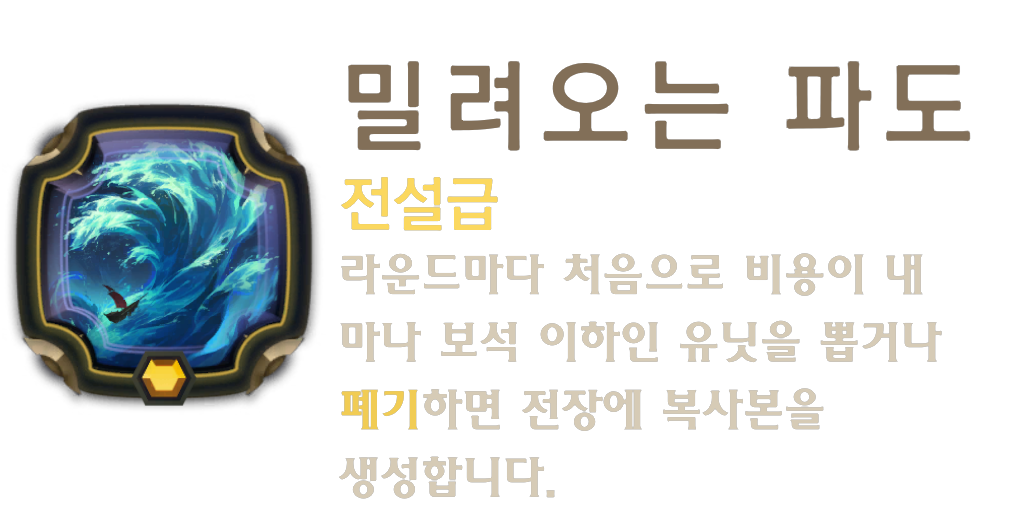 밀려오는 파도
전설급
라운드마다 처음으로 비용이 내
마나 보석 이하인 유닛을 뽑거나
폐기하면 전장에 복사본을
생성합니다.